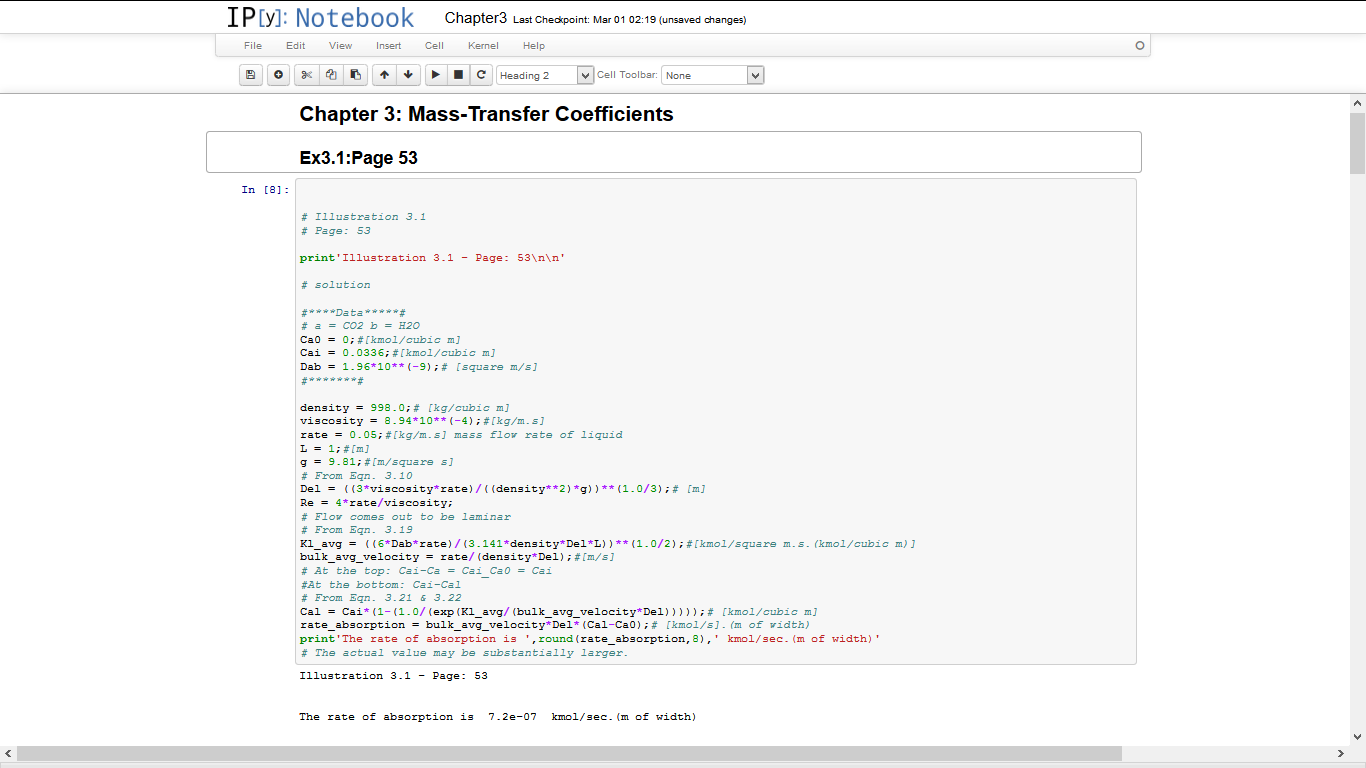 IP[y]: Notebook Chapter3 Last Checkpoint: Mar 01 02:19 (unsaved changes)
File Edit View Insert Cell Kernel Help
Heading 2 Cell Toolbar: None
Chapter 3: Mass-Transfer Coefficients
Ex3.1:Page 53
In [8]:
# Illustration 3.1
# Page: 53
print'Illustration 3.1 - Page: 53\n\n'
# solution
#****Data*****#
# a = CO2 b = H2O
Ca0 = 0;#[kmol/cubic m]
Cai = 0.0336;#[kmol/cubic m]
Dab = 1.96*10**(-9);# [square m/s]
#*******#
density = 998.0;# [kg/cubic m]
viscosity = 8.94*10**(-4);#[kg/m.s]
rate = 0.05;#[kg/m.s] mass flow rate of liquid
L = 1;#[m]
g = 9.81;#[m/square s]
# From Eqn. 3.10
Del = ((3*viscosity*rate)/((density**2)*g))**(1.0/3);# [m]
Re = 4*rate/viscosity;
# Flow comes out to be laminar
# From Eqn. 3.19
Kl_avg = ((6*Dab*rate)/(3.141*density*Del*L))**(1.0/2);#[kmol/square m.s.(kmol/cubic m)]
bulk_avg_velocity = rate/(density*Del);#[m/s]
# At the top: Cai-Ca = Cai_Ca0 = Cai
#At the bottom: Cai-Cal
# From Eqn. 3.21 & 3.22
Cal = Cai*(1-(1.0/(exp(Kl_avg/(bulk_avg_velocity*Del)))));# [kmol/cubic m]
rate_absorption = bulk_avg_velocity*Del*(Cal-Ca0);# [kmol/s].(m of width)
print'The rate of absorption is ',round(rate_absorption,8),' kmol/sec.(m of width)'
# The actual value may be substantially larger.
Illustration 3.1 - Page: 53
The rate of absorption is  7.2e-07  kmol/sec.(m of width)